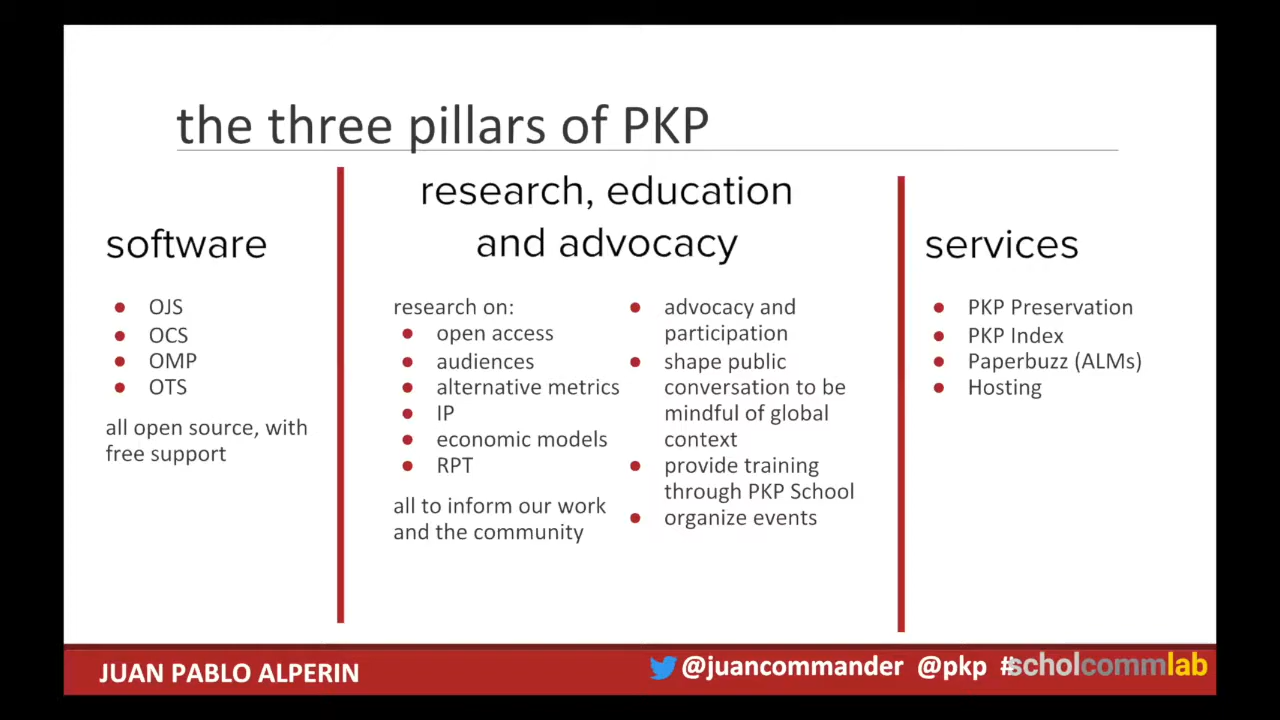 the three pillars of PKP
software
OJS
OCS
OMP
OTS
all open source, with
free support
research, education
and advocacy
research on:
open access
audiences
alternative metrics
IP
economic models
RPT
all to inform our work
and the community
advocacy and
participation
shape public
conversation to be
mindful of global
context
provide training
through PKP School
organize events
services
PKP Preservation
PKP Index
Paperbuzz (ALMs)
Hosting
JUAN PABLO ALPERIN
@juancommander @pkp #scholcommlab